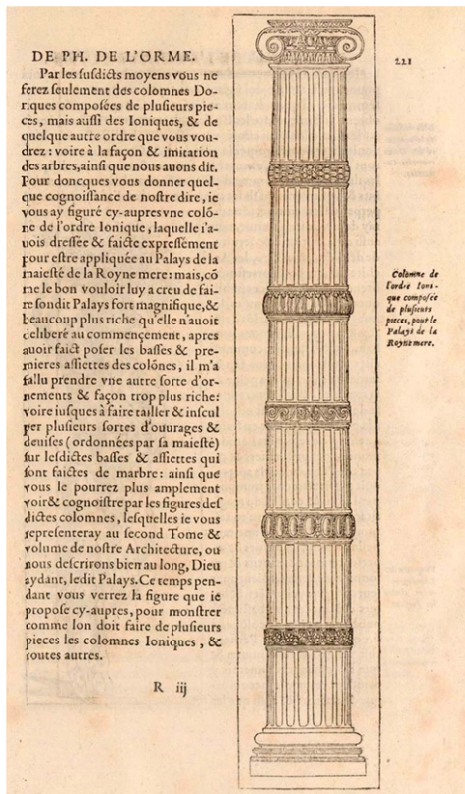 DE PH. DE L'ORME.
221
Par les susdicts moyens vous ne
ferez seulement des colomnes Do-
riques composées de plusieurs pie-
ces, mais aussi des Ioniques, & de
quelque autre ordre que vous vou-
drez : voire à la façon & imitation
des arbres, ainsi que nous auons dit.
Pour doncques vous donner quel-
que cognoissance de nostre dire, ie
vous ay figuré cy-aupres vne colō-
ne de l'ordre Ionique, laquelle i'a-
uois dressee & faicte expressément
pour estre appliquée au Palays de la
maiesté de la Royne mere: mais, cō
me le bon vouloir luy a creu de fai-
re sondit Palays fort magnifique, &
beaucoup plus riche qu'elle n'auoit
deliberé au commencement, apres
auoir faict poser les basses & pre-
mieres assiettes des colōnes, il m'a
fallu prendre vne autre sorte d'or-
nements & façon trop plus riche:
voire iusques à faire tailler & inscul
per plusieurs sortes d'ouurages &
deuises (ordonnées par sa maiesté)
sur lesdictes basses & assiettes qui
sont faictes de marbre: ainsi que
vous le pourrez plus amplement
voir & cognoistre par les figures des
dictes colomnes, lesquelles ie vous
representeray au second Tome &
volume de nostre Architecture, ou
nous descrirons bien au long, Dieu
aydant, ledit Palays. Ce temps pen-
dant vous verrez la figure que ie
propose cy-aupres, pour monstrer
comme lon doit faire de plusieurs
pieces les colomnes Ioniques, &
toutes autres.
R iij
Colomne de
l'ordre Ioni-
que composée
de plusieurs
pieces, pour le
Palays de la
Royne mere.